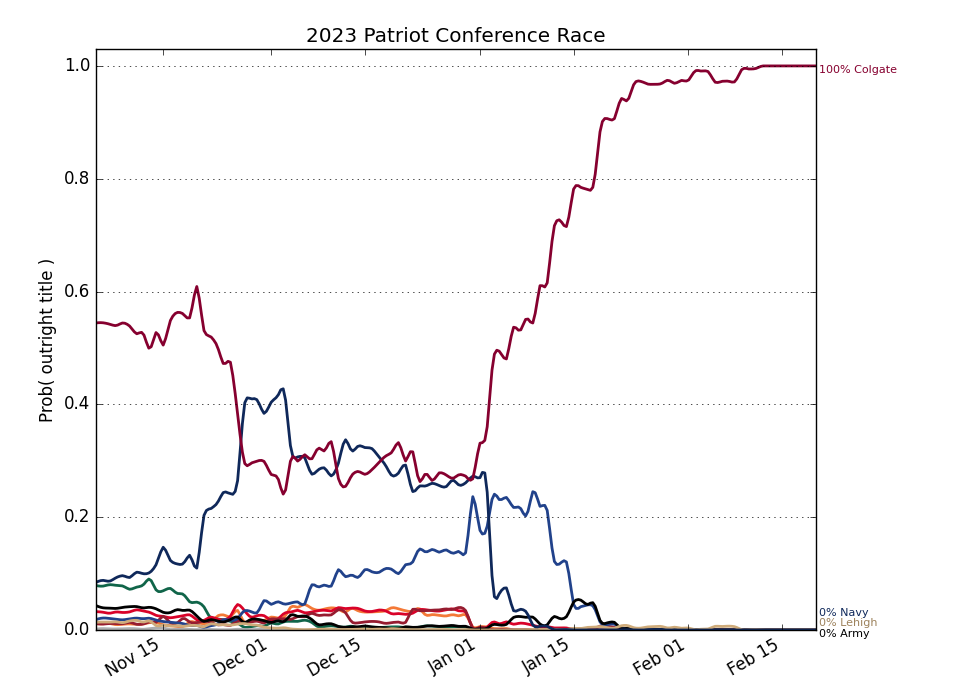 2023 Patriot Conference Race
Prob( outright title )
1.0
0.8
0.6
0.4
0.2
0.0
Nov 15
Dec 01
Dec 15
Jan 01
Jan 15
Feb 01
Feb 15
100% Colgate
0% Navy
0% Lehigh
0% Army